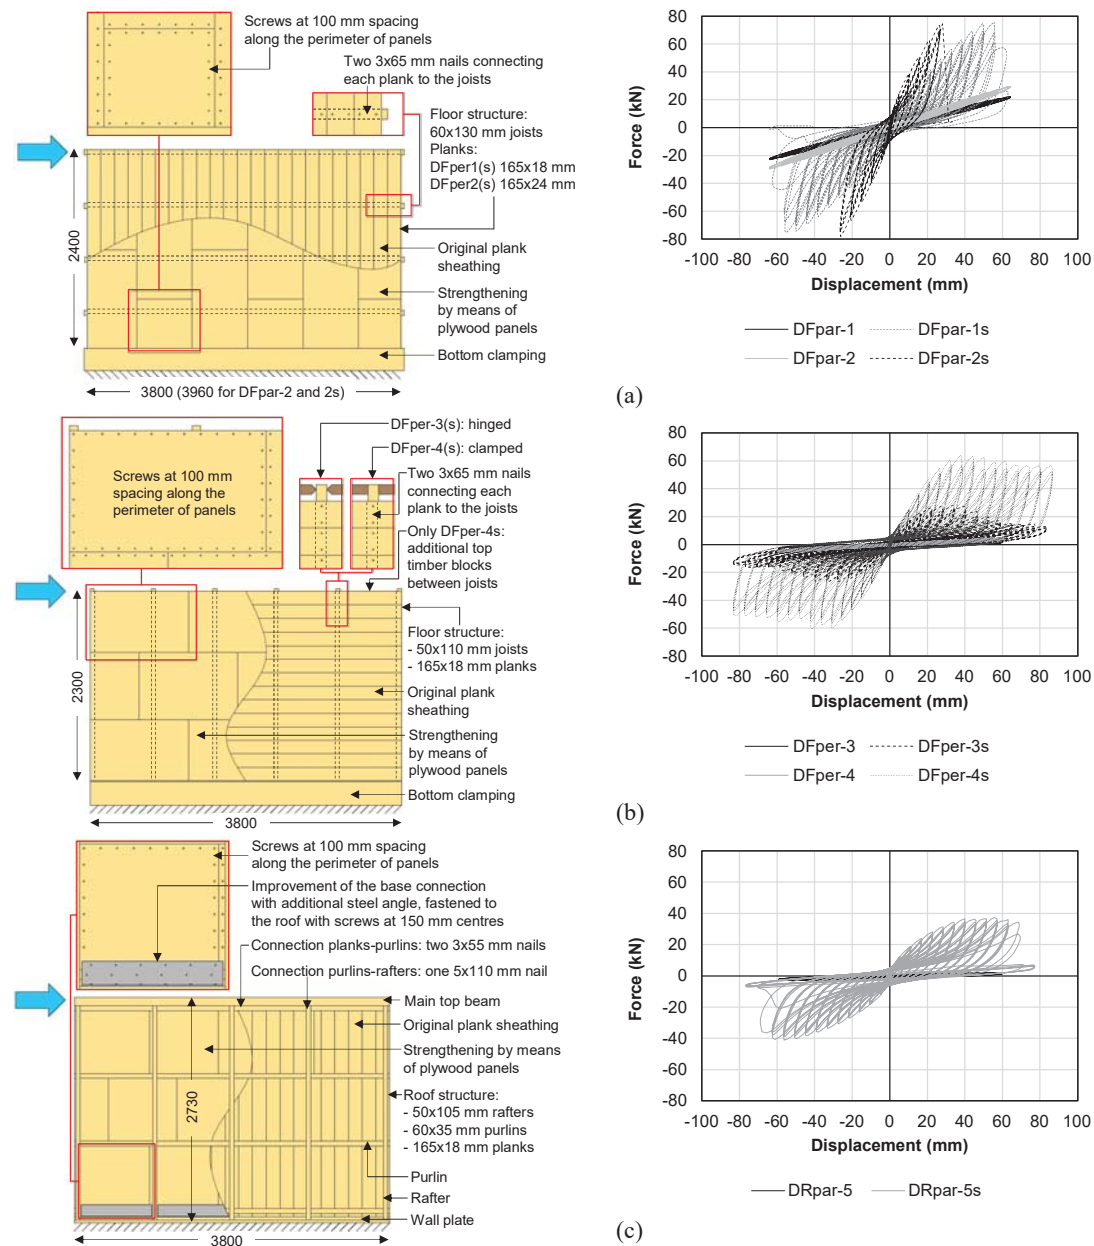 Screws at 100 mm spacing
along the perimeter of panels
Two 3x65 mm nails connecting
each plank to the joists
Floor structure:
60x130 mm joists
Planks:
DFper1(s) 165x18 mm
DFper2(s) 165x24 mm
2400
Original plank
sheathing
Strengthening
by means of
plywood panels
Bottom clamping
3800 (3960 for DFpar-2 and 2s)
Force (kN)
80
60
40
20
0
-20
-40
-60
-80
-100 -80 -60 -40 -20 0 20 40 60 80 100
Displacement (mm)
DFpar-1 DFpar-1s
DFpar-2 DFpar-2s
(a)
DFper-3(s): hinged
DFper-4(s): clamped
Screws at 100 mm
spacing along the
perimeter of panels
Two 3x65 mm nails
connecting each
plank to the joists
Only DFper-4s:
additional top
timber blocks
between joists
Floor structure:
- 50x110 mm joists
- 165x18 mm planks
2300
Original plank
sheathing
Strengthening
by means of
plywood panels
Bottom clamping
3800
Force (kN)
80
60
40
20
0
-20
-40
-60
-80
-100 -80 -60 -40 -20 0 20 40 60 80 100
Displacement (mm)
DFper-3 DFper-3s
DFper-4 DFper-4s
(b)
Screws at 100 mm spacing
along the perimeter of panels
Improvement of the base connection
with additional steel angle, fastened to
the roof with screws at 150 mm centres
Connection planks-purlins: two 3x55 mm nails
Connection purlins-rafters: one 5x110 mm nail
Main top beam
Original plank sheathing
Strengthening by means
of plywood panels
2730
Roof structure:
- 50x105 mm rafters
- 60x35 mm purlins
- 165x18 mm planks
Purlin
Rafter
Wall plate
3800
Force (kN)
80
60
40
20
0
-20
-40
-60
-80
-100 -80 -60 -40 -20 0 20 40 60 80 100
Displacement (mm)
DRpar-5 DRpar-5s
(c)